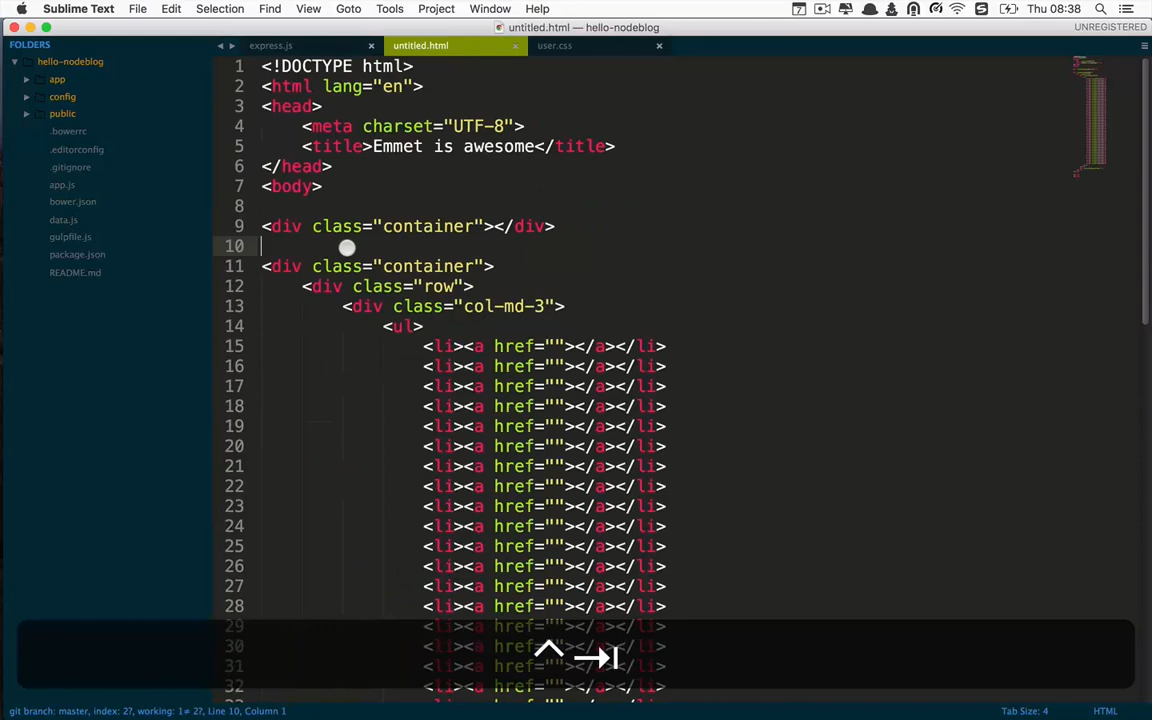 Sublime Text File Edit Selection Find View Goto Tools Project Window Help Thu 08:38
untitled.html — hello-nodeblog UNREGISTERED
FOLDERS
hello-nodeblog
app
config
public
.bowerrc
.editorconfig
.gitignore
app.js
bower.json
data.js
gulpfile.js
package.json
README.md
express.js untitled.html user.css
1 <!DOCTYPE html>
2 <html lang="en">
3 <head>
4 <meta charset="UTF-8">
5 <title>Emmet is awesome</title>
6 </head>
7 <body>
8
9 <div class="container"></div>
10
11 <div class="container">
12 <div class="row">
13 <div class="col-md-3">
14 <ul>
15 <li><a href=""></a></li>
16 <li><a href=""></a></li>
17 <li><a href=""></a></li>
18 <li><a href=""></a></li>
19 <li><a href=""></a></li>
20 <li><a href=""></a></li>
21 <li><a href=""></a></li>
22 <li><a href=""></a></li>
23 <li><a href=""></a></li>
24 <li><a href=""></a></li>
25 <li><a href=""></a></li>
26 <li><a href=""></a></li>
27 <li><a href=""></a></li>
28 <li><a href=""></a></li>
29 <li><a href=""></a></li>
30 <li><a href=""></a></li>
31 <li><a href=""></a></li>
32 <li><a href=""></a></li>
git branch: master, index: 2?, working: 1≠ 2?, Line 10, Column 1 Tab Size: 4 HTML